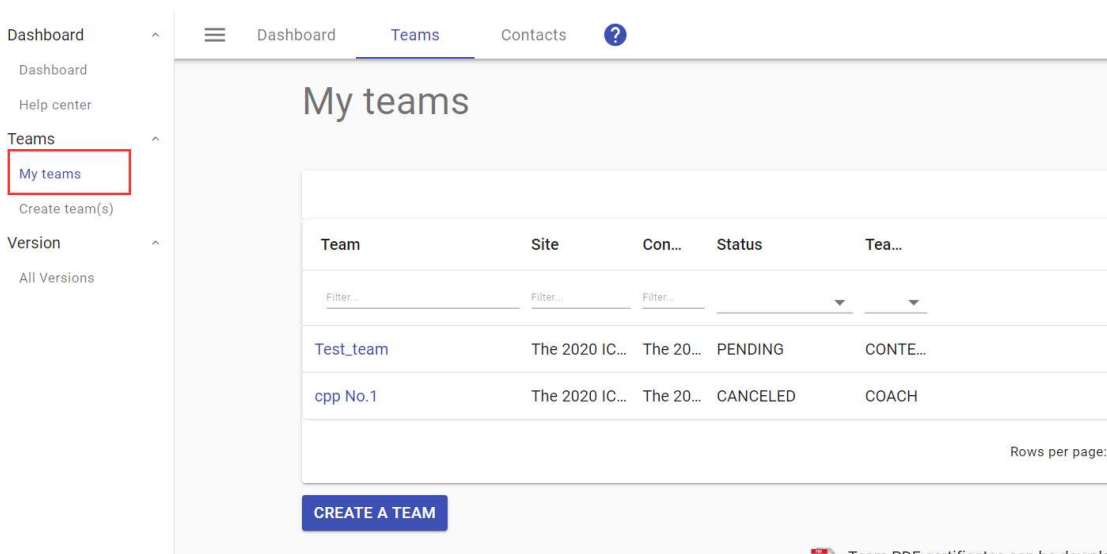 Dashboard
Dashboard
Help center
Teams
My teams
Create team(s)
Version
All Versions
Dashboard Teams Contacts ?
My teams
Team Site Con... Status Tea...
Filter... Filter... Filter...
Test_team The 2020 IC... The 20... PENDING CONTE...
cpp No.1 The 2020 IC... The 20... CANCELED COACH
Rows per page:
CREATE A TEAM